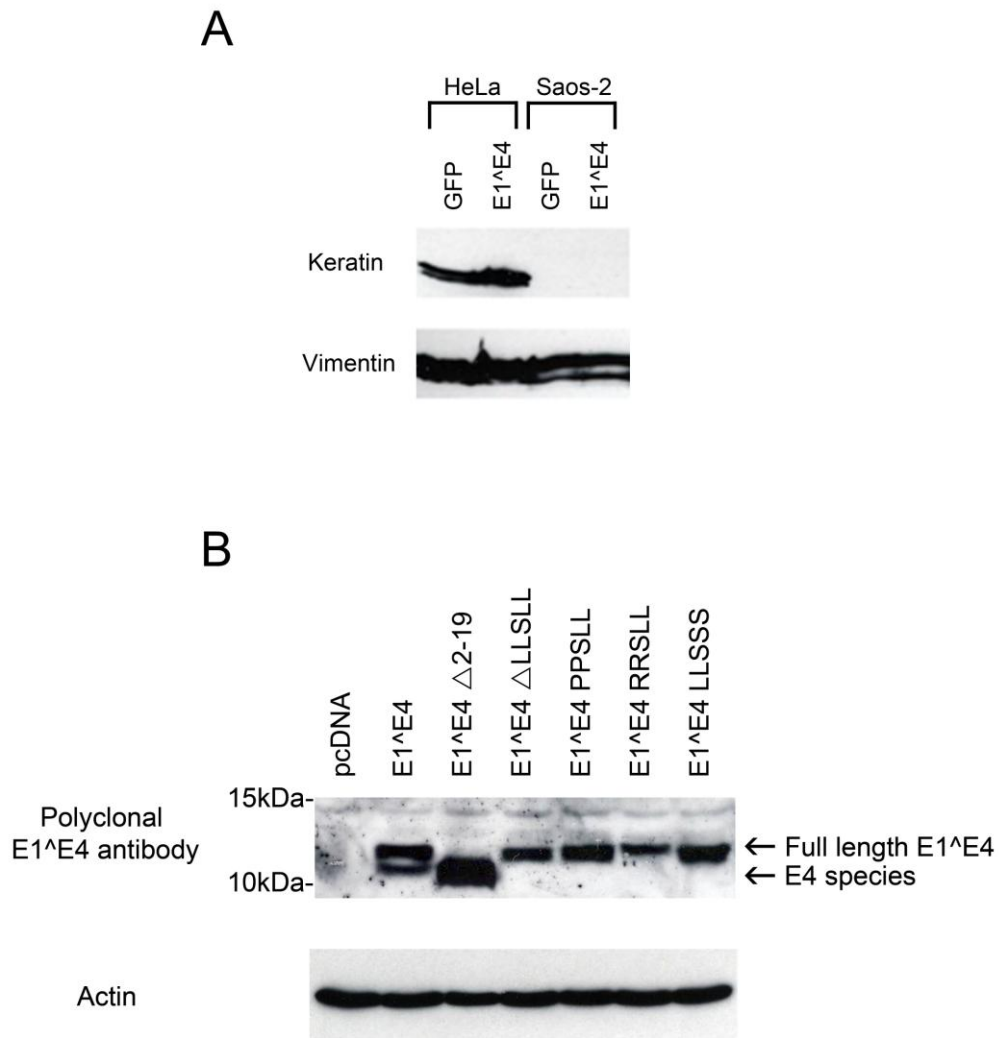 A
HeLa Saos-2
GFP
E1^E4
GFP
E1^E4
Keratin
Vimentin
B
pcDNA
E1^E4
E1^E4 △2-19
E1^E4 △LLSLL
E1^E4 PPSLL
E1^E4 RRSLL
E1^E4 LLSSS
15kDa-
Polyclonal
E1^E4 antibody
← Full length E1^E4
10kDa-
← E4 species
Actin